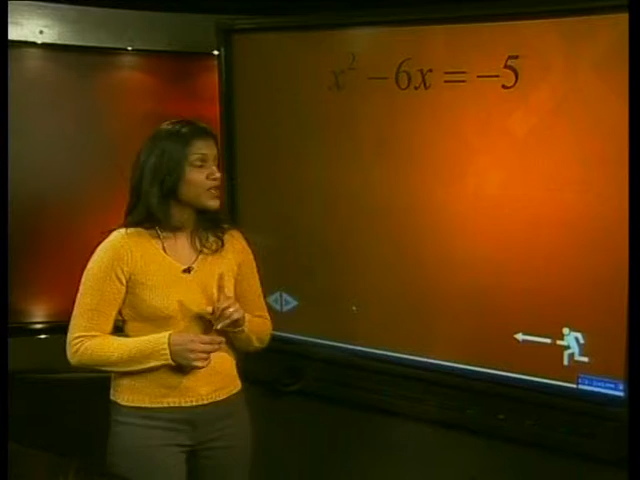 x² − 6x = −5